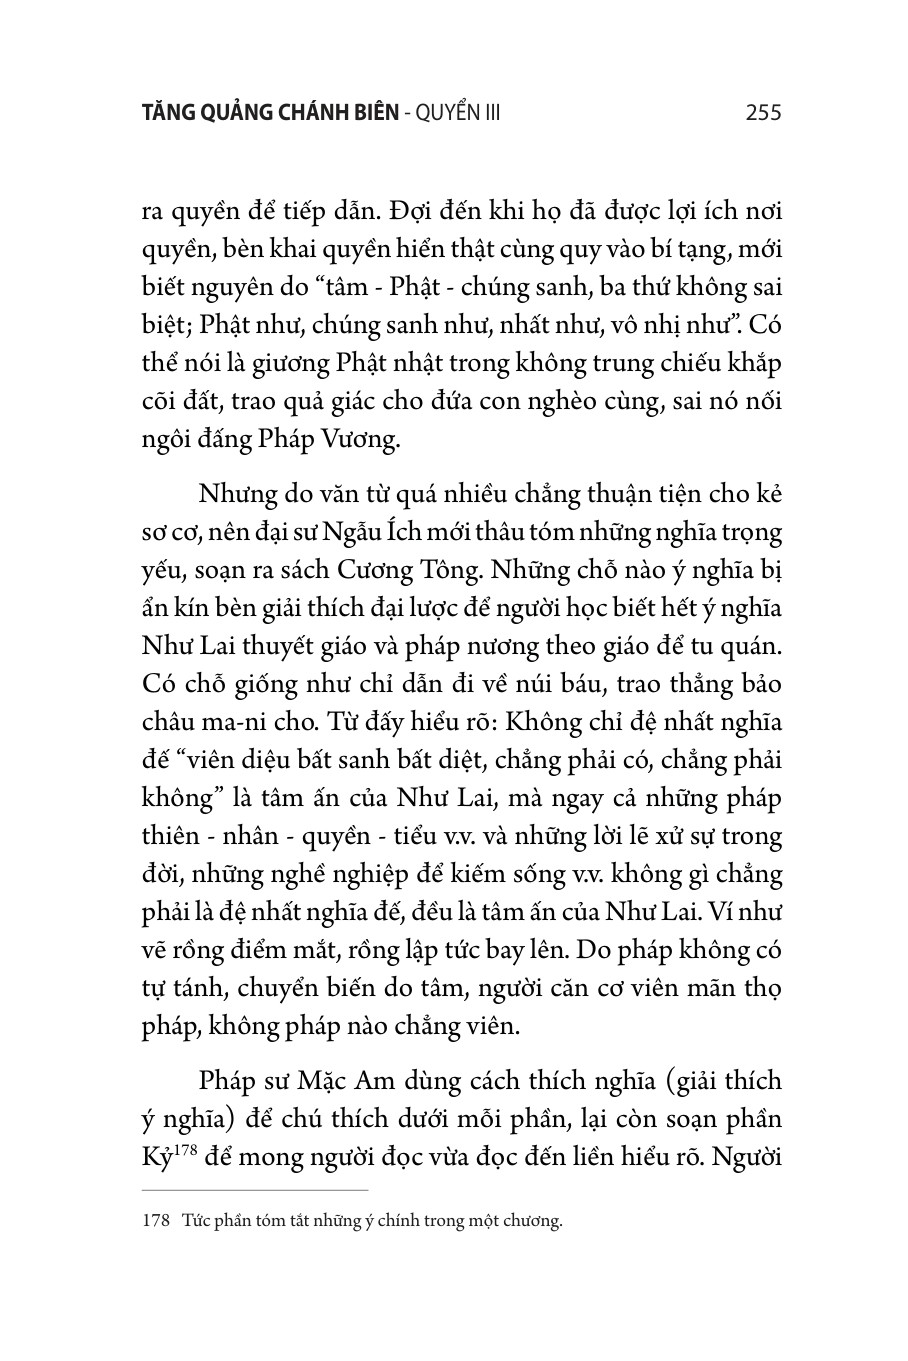 TĂNG QUẢNG CHÁNH BIÊN - QUYỂN III 255
ra quyền để tiếp dẫn. Đợi đến khi họ đã được lợi ích nơi
quyền, bèn khai quyền hiển thật cùng quy vào bí tạng, mới
biết nguyên do “tâm - Phật - chúng sanh, ba thứ không sai
biệt; Phật như, chúng sanh như, nhất như, vô nhị như”. Có
thể nói là giương Phật nhật trong không trung chiếu khắp
cõi đất, trao quả giác cho đứa con nghèo cùng, sai nó nối
ngôi đấng Pháp Vương.
Nhưng do văn từ quá nhiều chẳng thuận tiện cho kẻ
sơ cơ, nên đại sư Ngẫu Ích mới thâu tóm những nghĩa trọng
yếu, soạn ra sách Cương Tông. Những chỗ nào ý nghĩa bị
ẩn kín bèn giải thích đại lược để người học biết hết ý nghĩa
Như Lai thuyết giáo và pháp nương theo giáo để tu quán.
Có chỗ giống như chỉ dẫn đi về núi báu, trao thẳng bảo
châu ma-ni cho. Từ đấy hiểu rõ: Không chỉ đệ nhất nghĩa
đế “viên diệu bất sanh bất diệt, chẳng phải có, chẳng phải
không” là tâm ấn của Như Lai, mà ngay cả những pháp
thiên - nhân - quyền - tiểu v.v. và những lời lẽ xử sự trong
đời, những nghề nghiệp để kiếm sống v.v. không gì chẳng
phải là đệ nhất nghĩa đế, đều là tâm ấn của Như Lai. Ví như
vẽ rồng điểm mắt, rồng lập tức bay lên. Do pháp không có
tự tánh, chuyển biến do tâm, người căn cơ viên mãn thọ
pháp, không pháp nào chẳng viên.
Pháp sư Mặc Am dùng cách thích nghĩa (giải thích
ý nghĩa) để chú thích dưới mỗi phần, lại còn soạn phần
Kỷ178 để mong người đọc vừa đọc đến liền hiểu rõ. Người
178 Tức phần tóm tắt những ý chính trong một chương.